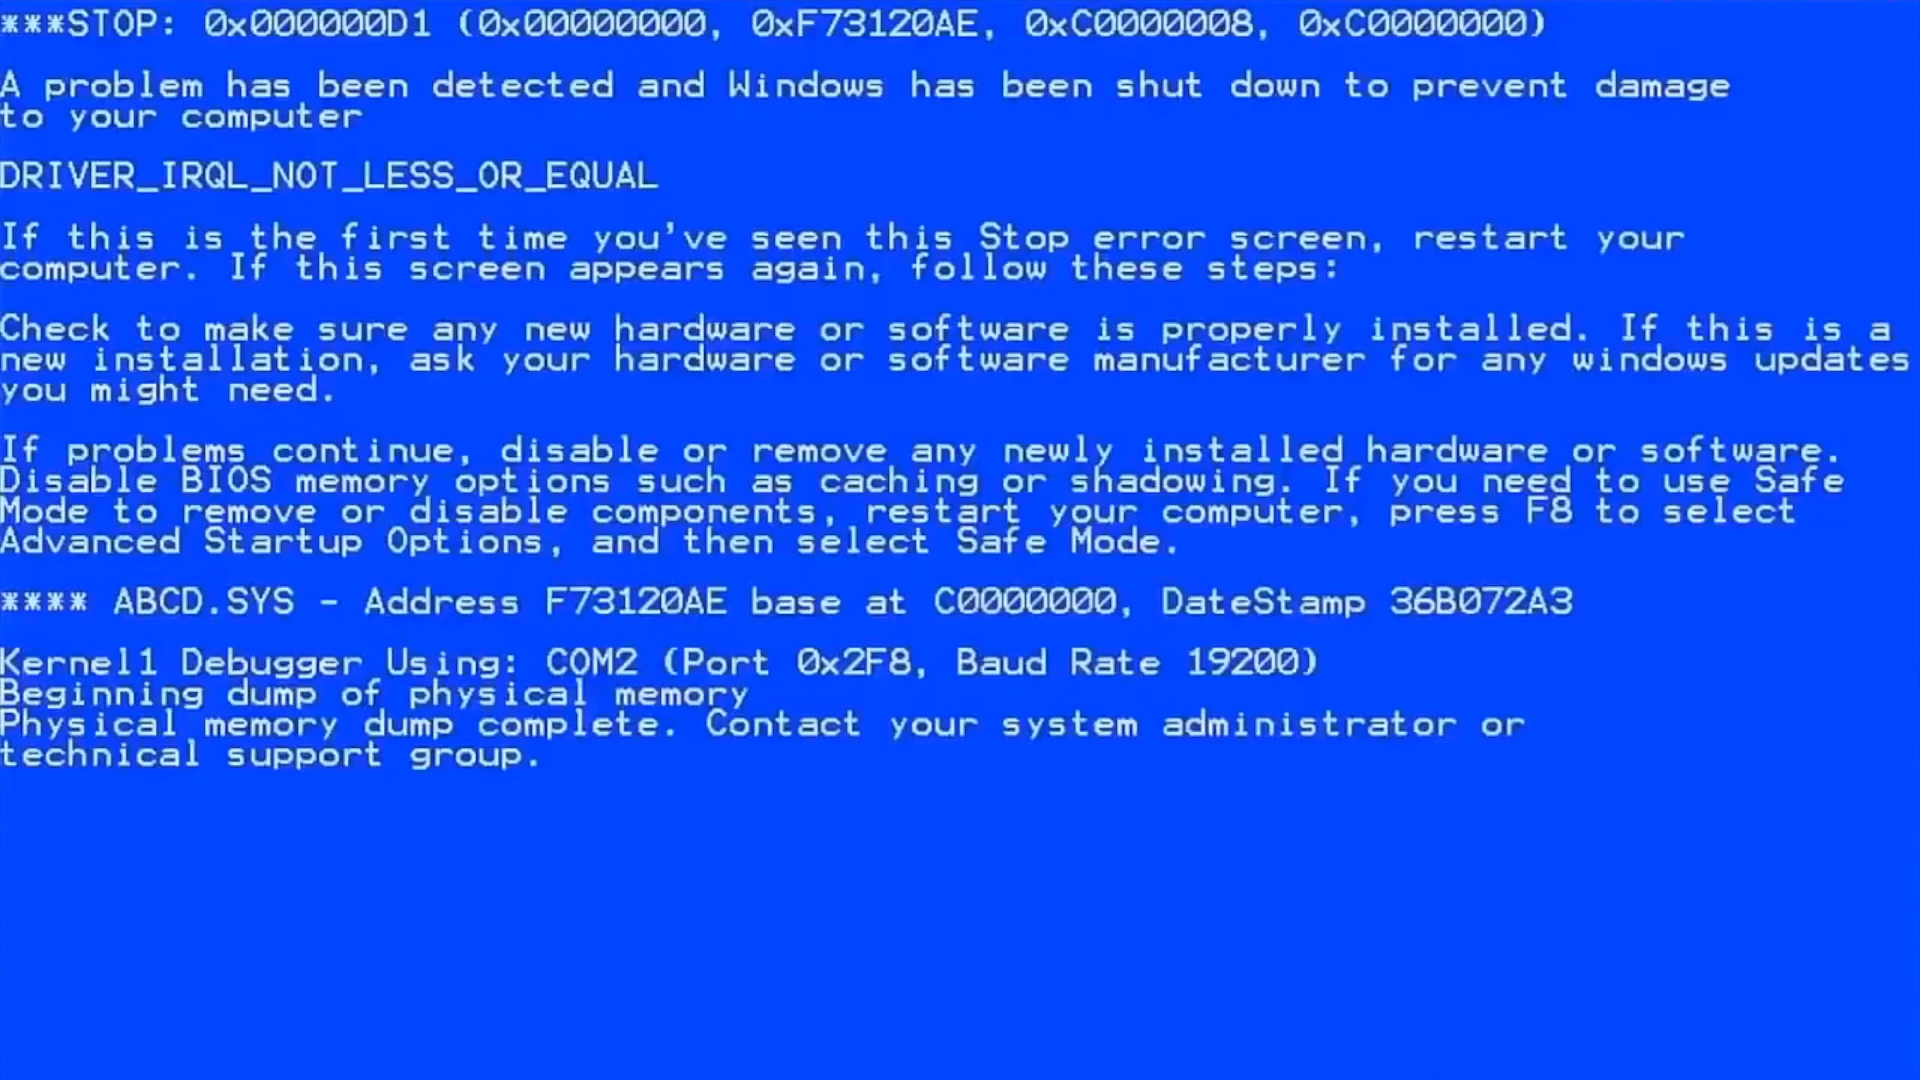 ***STOP: 0x000000D1 (0x00000000, 0xF73120AE, 0xC0000008, 0xC0000000)
A problem has been detected and Windows has been shut down to prevent damage
to your computer
DRIVER_IRQL_NOT_LESS_OR_EQUAL
If this is the first time you've seen this Stop error screen, restart your
computer. If this screen appears again, follow these steps:
Check to make sure any new hardware or software is properly installed. If this is a
new installation, ask your hardware or software manufacturer for any windows updates
you might need.
If problems continue, disable or remove any newly installed hardware or software.
Disable BIOS memory options such as caching or shadowing. If you need to use Safe
Mode to remove or disable components, restart your computer, press F8 to select
Advanced Startup Options, and then select Safe Mode.
**** ABCD.SYS - Address F73120AE base at C0000000, DateStamp 36B072A3
Kernel1 Debugger Using: COM2 (Port 0x2F8, Baud Rate 19200)
Beginning dump of physical memory
Physical memory dump complete. Contact your system administrator or
technical support group.